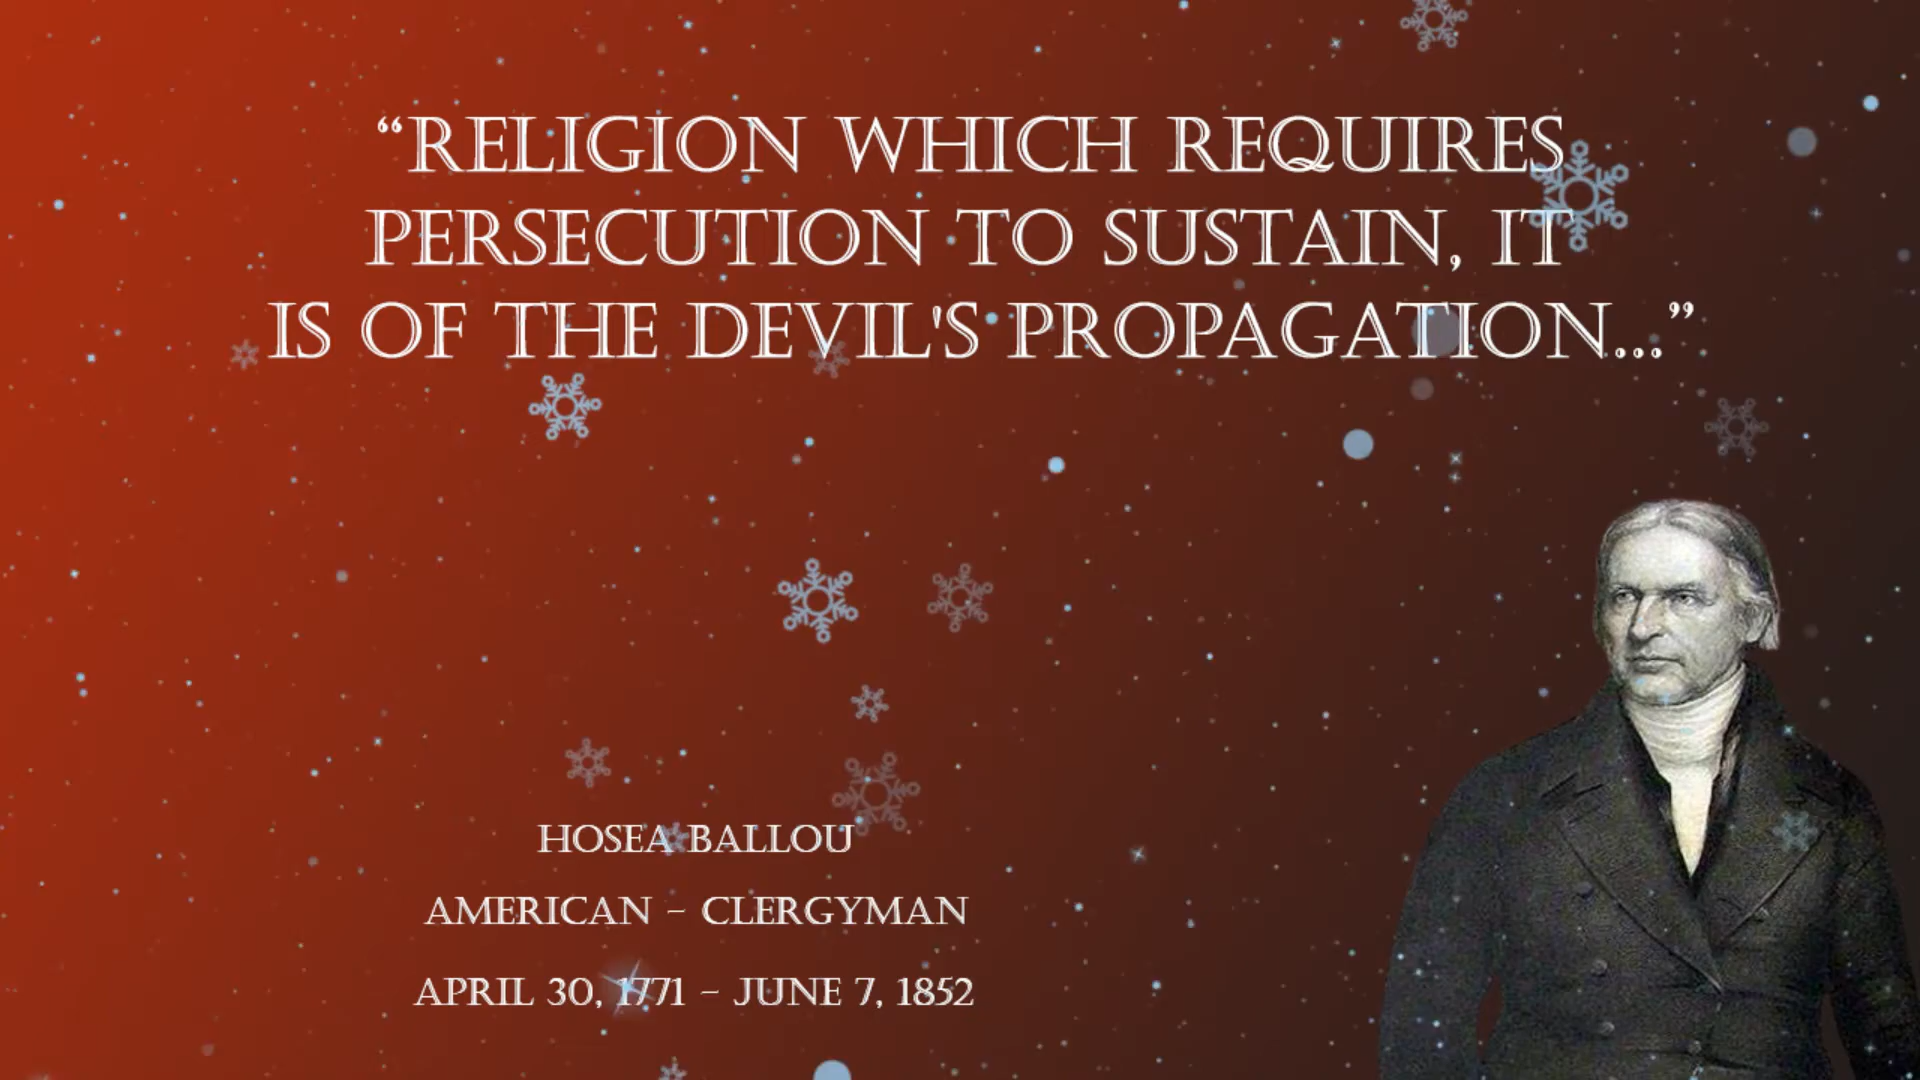 “RELIGION WHICH REQUIRES
PERSECUTION TO SUSTAIN, IT
IS OF THE DEVIL'S PROPAGATION...”
HOSEA BALLOU
AMERICAN - CLERGYMAN
APRIL 30, 1771 - JUNE 7, 1852